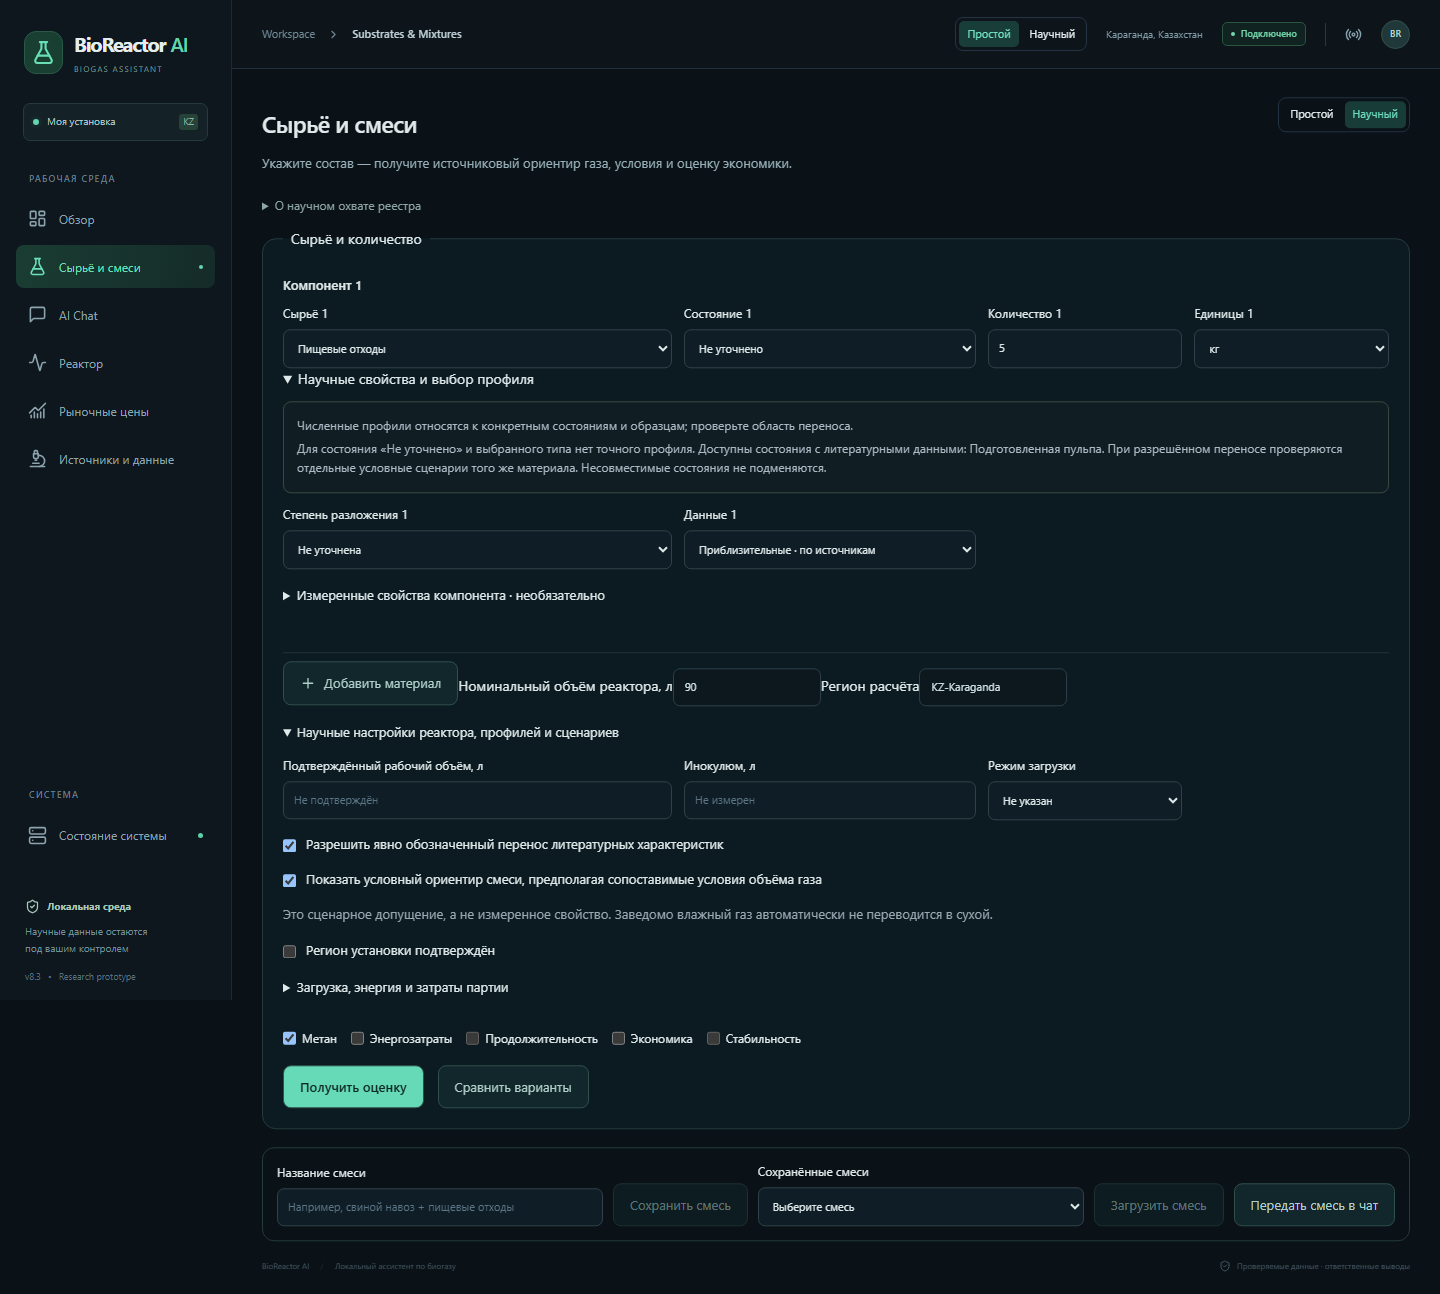 BioReactor AI
BIOGAS ASSISTANT
Моя установка
KZ
РАБОЧАЯ СРЕДА
Обзор
Сырьё и смеси
AI Chat
Реактор
Рыночные цены
Источники и данные
СИСТЕМА
Состояние системы
Локальная среда
Научные данные остаются
под вашим контролем
v8.3 • Research prototype
Workspace > Substrates & Mixtures
Простой Научный
Караганда, Казахстан
Подключено
BR
Сырьё и смеси
Простой Научный
Укажите состав — получите источниковый ориентир газа, условия и оценку экономики.
О научном охвате реестра
Сырьё и количество
Компонент 1
Сырьё 1 Состояние 1 Количество 1 Единицы 1
Пищевые отходы Не уточнено 5 кг
Научные свойства и выбор профиля
Численные профили относятся к конкретным состояниям и образцам; проверьте область переноса.
Для состояния «Не уточнено» и выбранного типа нет точного профиля. Доступны состояния с литературными данными: Подготовленная пульпа. При разрешённом переносе проверяются
отдельные условные сценарии того же материала. Несовместимые состояния не подменяются.
Степень разложения 1 Данные 1
Не уточнена Приблизительные · по источникам
Измеренные свойства компонента · необязательно
+ Добавить материал Номинальный объём реактора, л 90 Регион расчёта KZ-Karaganda
Научные настройки реактора, профилей и сценариев
Подтверждённый рабочий объём, л Инокулюм, л Режим загрузки
Не подтверждён Не измерен Не указан
Разрешить явно обозначенный перенос литературных характеристик
Показать условный ориентир смеси, предполагая сопоставимые условия объёма газа
Это сценарное допущение, а не измеренное свойство. Заведомо влажный газ автоматически не переводится в сухой.
Регион установки подтверждён
Загрузка, энергия и затраты партии
Метан Энергозатраты Продолжительность Экономика Стабильность
Получить оценку Сравнить варианты
Название смеси Сохранённые смеси
Например, свиной навоз + пищевые отходы Сохранить смесь Выберите смесь Загрузить смесь Передать смесь в чат
BioReactor AI / Локальный ассистент по биогазу
Проверяемые данные · ответственные выводы